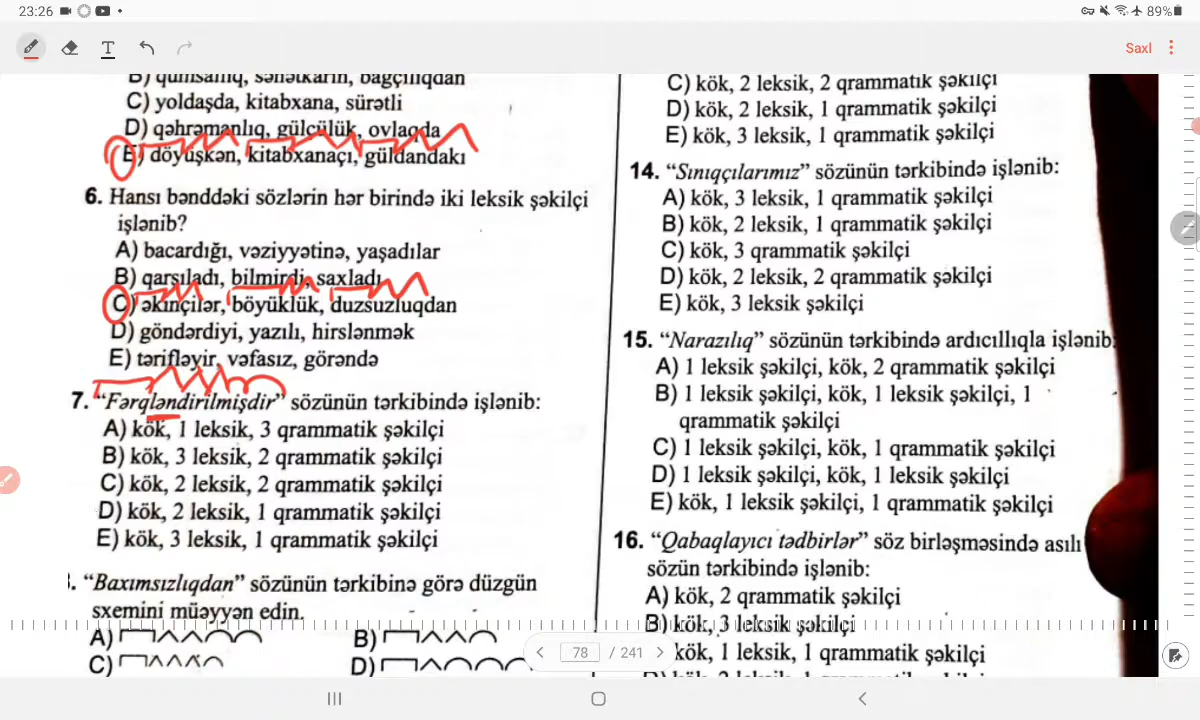 23:26
89%
T
Saxl
B) qumsallıq, sənətkarın, bağçılıqdan
C) yoldaşda, kitabxana, sürətli
D) qəhrəmanlıq, gülçülük, ovlaqda
E) döyüşkən, kitabxanaçı, güldandakı
6. Hansı bənddəki sözlərin hər birində iki leksik şəkilçi
işlənib?
A) bacardığı, vəziyyətinə, yaşadılar
B) qarşıladı, bilmirdi, saxladı
C) əkinçilər, böyüklük, duzsuzluqdan
D) göndərdiyi, yazılı, hirslənmək
E) tərifləyir, vəfasız, görəndə
7. "Fərqləndirilmişdir" sözünün tərkibində işlənib:
A) kök, 1 leksik, 3 qrammatik şəkilçi
B) kök, 3 leksik, 2 qrammatik şəkilçi
C) kök, 2 leksik, 2 qrammatik şəkilçi
D) kök, 2 leksik, 1 qrammatik şəkilçi
E) kök, 3 leksik, 1 qrammatik şəkilçi
"Baxımsızlıqdan" sözünün tərkibinə görə düzgün
sxemini müəyyən edin.
A)
B)
C)
D)
C) kök, 2 leksik, 2 qrammatik şəkilçi
D) kök, 2 leksik, 1 qrammatik şəkilçi
E) kök, 3 leksik, 1 qrammatik şəkilçi
14. "Sınıqçılarımız" sözünün tərkibində işlənib:
A) kök, 3 leksik, 1 qrammatik şəkilçi
B) kök, 2 leksik, 1 qrammatik şəkilçi
C) kök, 3 qrammatik şəkilçi
D) kök, 2 leksik, 2 qrammatik şəkilçi
E) kök, 3 leksik şəkilçi
15. "Narazılıq" sözünün tərkibində ardıcıllıqla işlənib:
A) 1 leksik şəkilçi, kök, 2 qrammatik şəkilçi
B) 1 leksik şəkilçi, kök, 1 leksik şəkilçi, 1
qrammatik şəkilçi
C) 1 leksik şəkilçi, kök, 1 qrammatik şəkilçi
D) 1 leksik şəkilçi, kök, 1 leksik şəkilçi
E) kök, 1 leksik şəkilçi, 1 qrammatik şəkilçi
16. "Qabaqlayıcı tədbirlər" söz birləşməsində asılı
sözün tərkibində işlənib:
A) kök, 2 qrammatik şəkilçi
B) kök, 3 leksik şəkilçi
kök, 1 leksik, 1 qrammatik şəkilçi
78 / 241